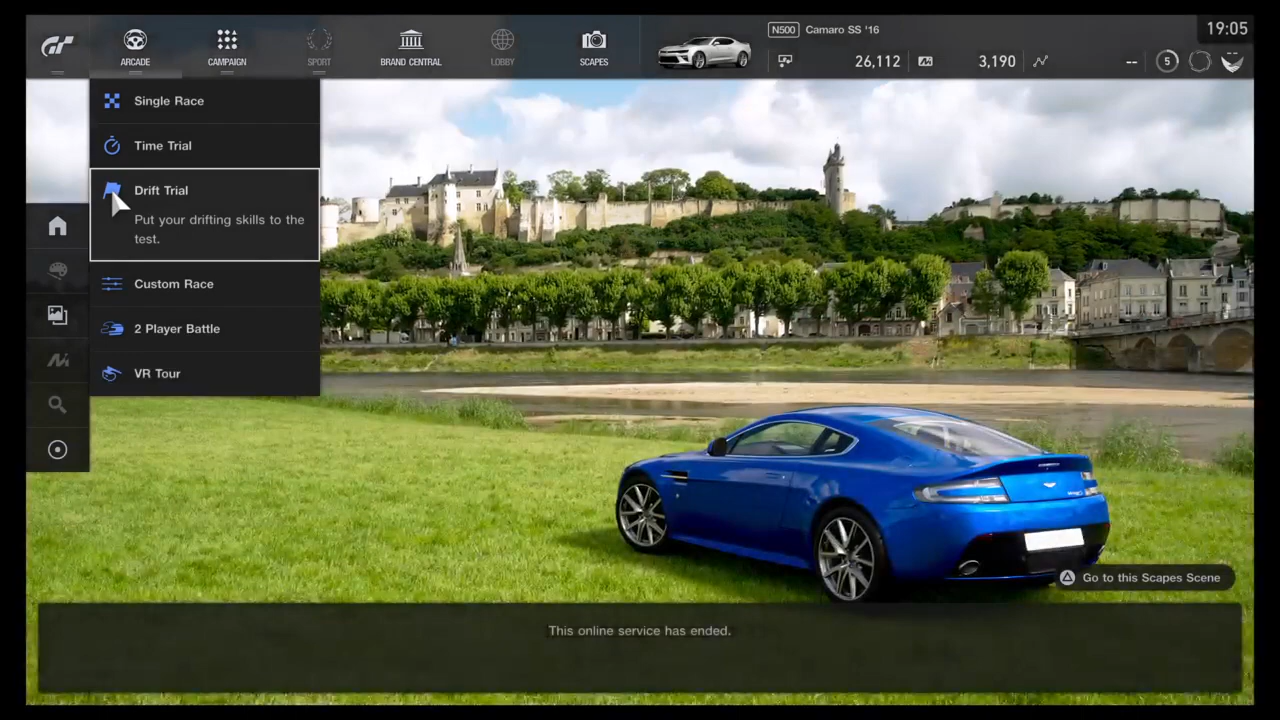 19:05
N500 Camaro SS '16
26,112 3,190 -- 5
ARCADE CAMPAIGN SPORT BRAND CENTRAL LOBBY SCAPES
Single Race
Time Trial
Drift Trial
Put your drifting skills to the
test.
Custom Race
2 Player Battle
VR Tour
Go to this Scapes Scene
This online service has ended.